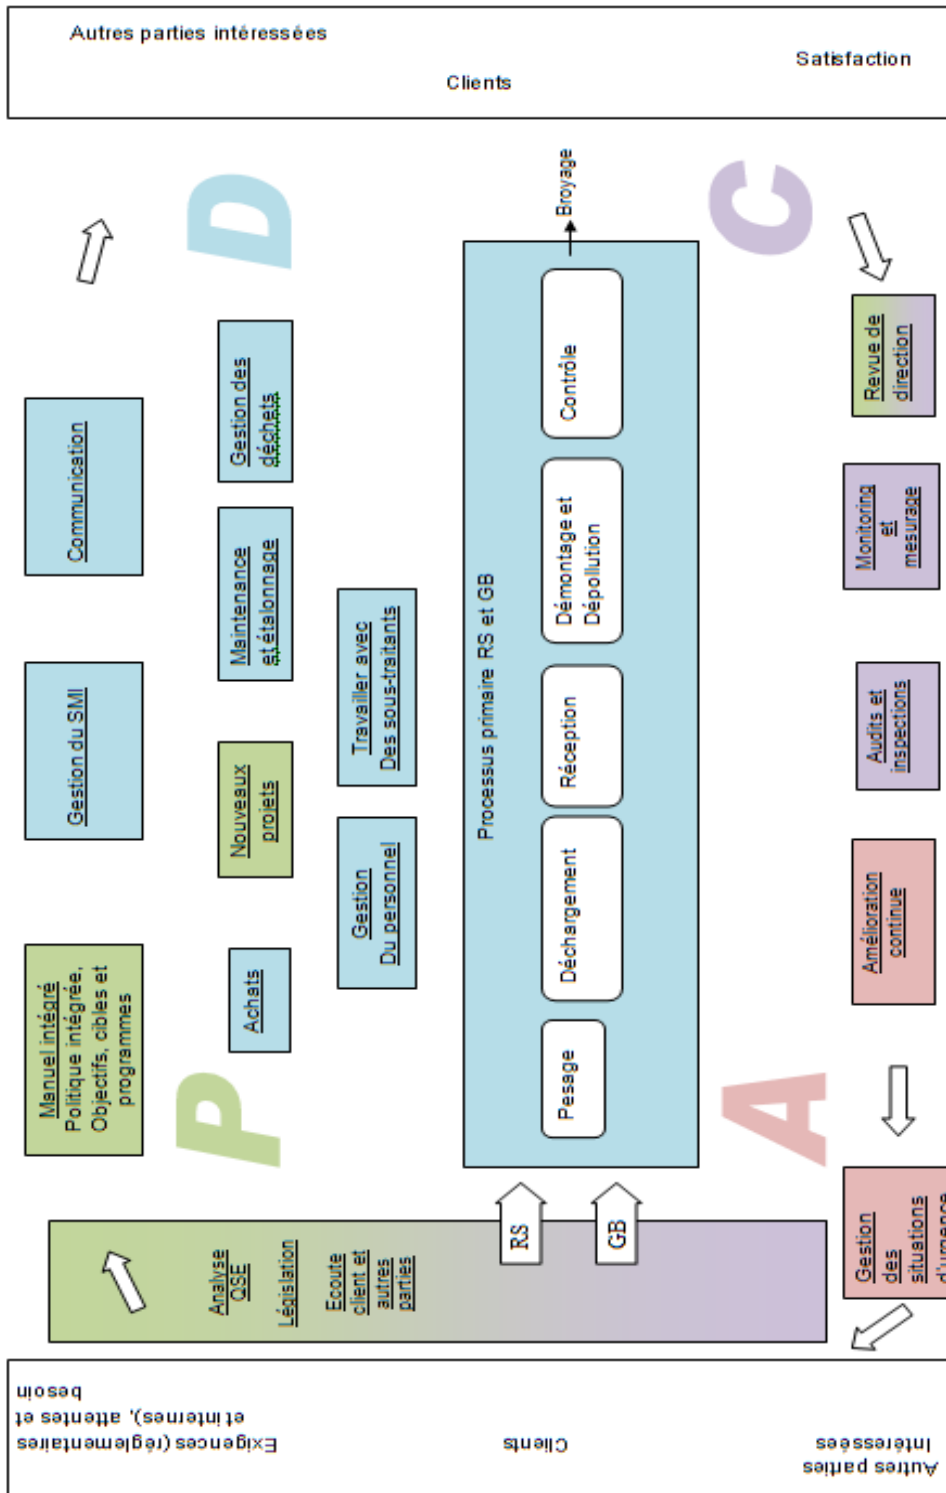 Autres parties intéressées
Clients
Satisfaction
D
C
Broyage
Communication
Gestion du SMI
Manuel intégré
Politique intégrée,
Objectifs, cibles et
programmes
Gestion des
déchets
Maintenance
et étalonnage
Nouveaux
projets
Achats
Travailler avec
Des sous-traitants
Gestion
Du personnel
P
Processus primaire RS et GB
Pesage
Déchargement
Réception
Démontage et
Dépollution
Contrôle
A
Revue de
direction
Monitoring
et
mesurage
Audits et
inspections
Amélioration
continue
Gestion
des
situations
d'urgence
Analyse
QSE
Législation
Ecoute
client et
autres
parties
RS
GB
Exigences (réglementaires
et internes), attentes et
besoin
Clients
Autres parties
Intéressées